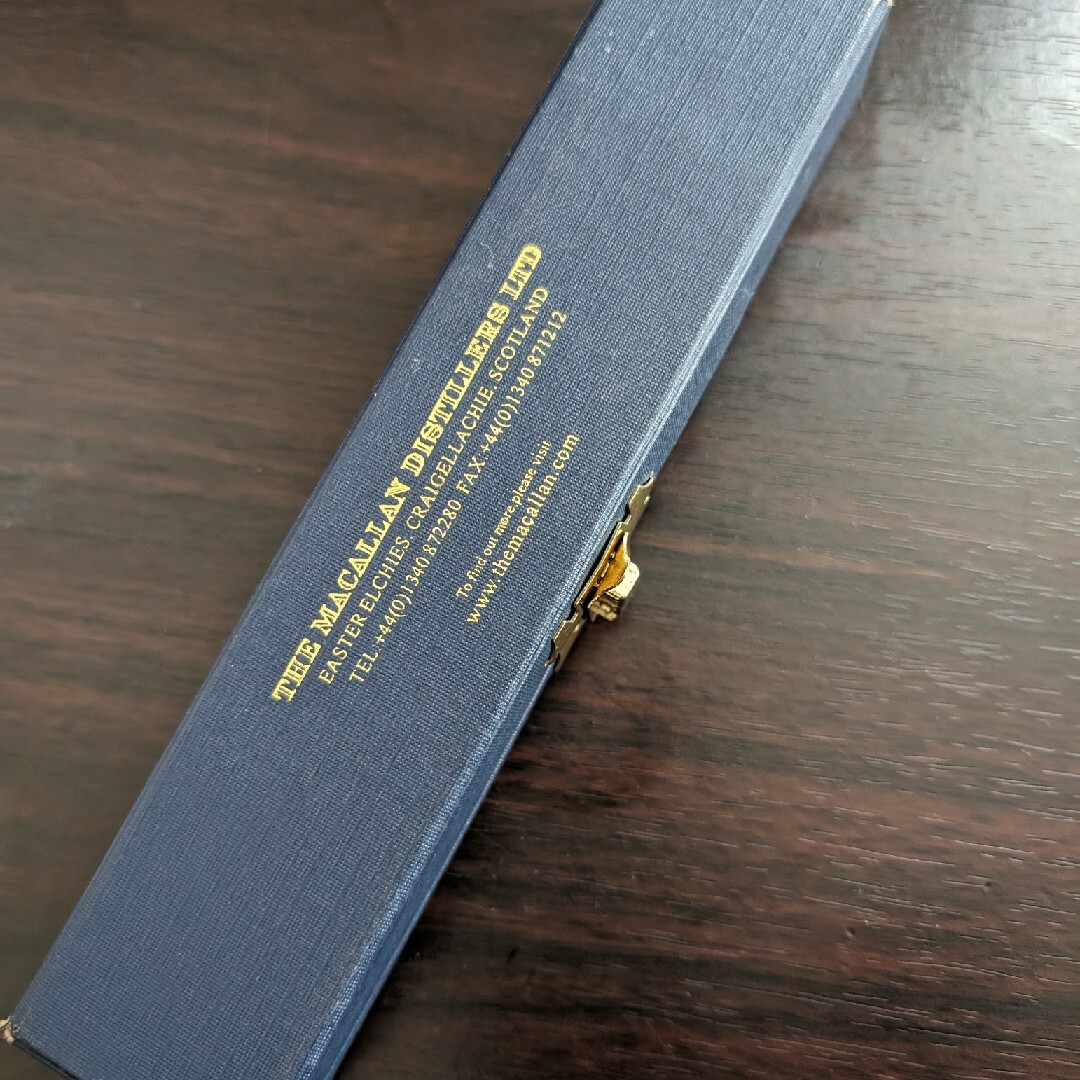 THE MACALLAN DISTILLERS LTD
EASTER ELCHIES. CRAIGELLACHIE. SCOTLAND
TEL.+44(0)1340 872280 FAX.+44(0)1340 871212
To find out more,please visit
www.themacallan.com